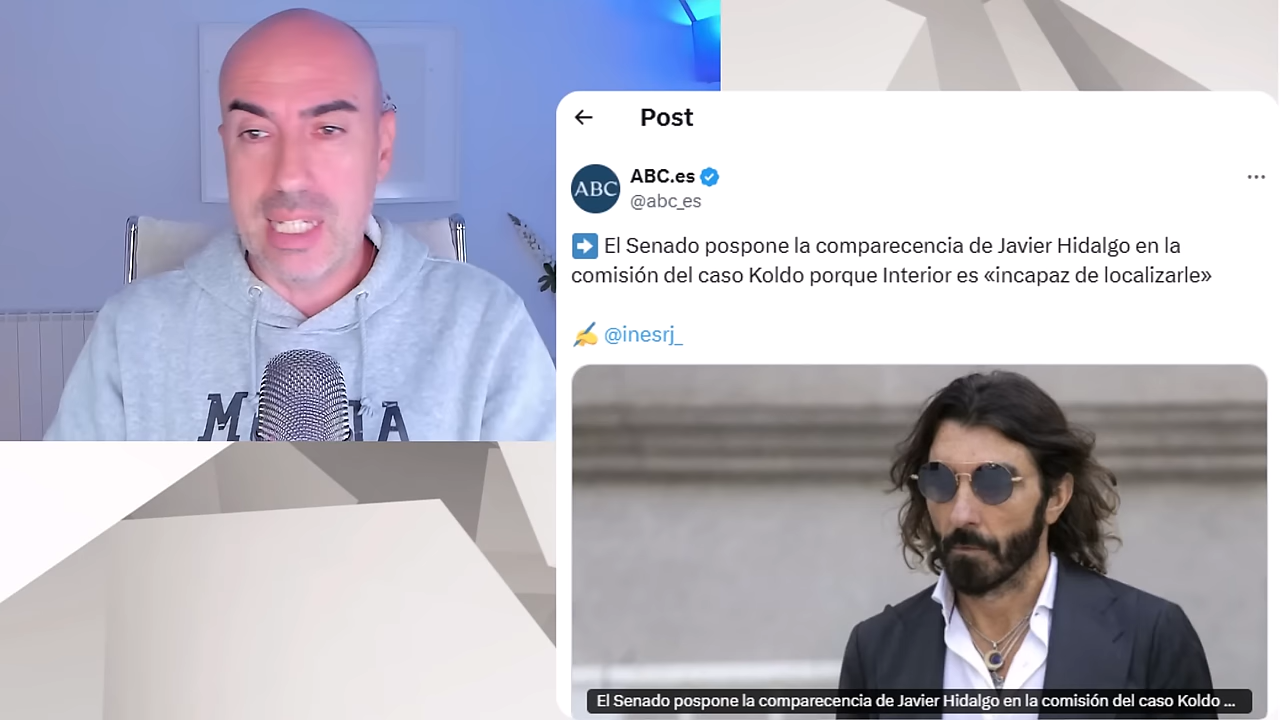 Post
ABC
ABC.es
@abc_es
El Senado pospone la comparecencia de Javier Hidalgo en la
comisión del caso Koldo porque Interior es «incapaz de localizarle»
@inesrj_
El Senado pospone la comparecencia de Javier Hidalgo en la comisión del caso Koldo ...